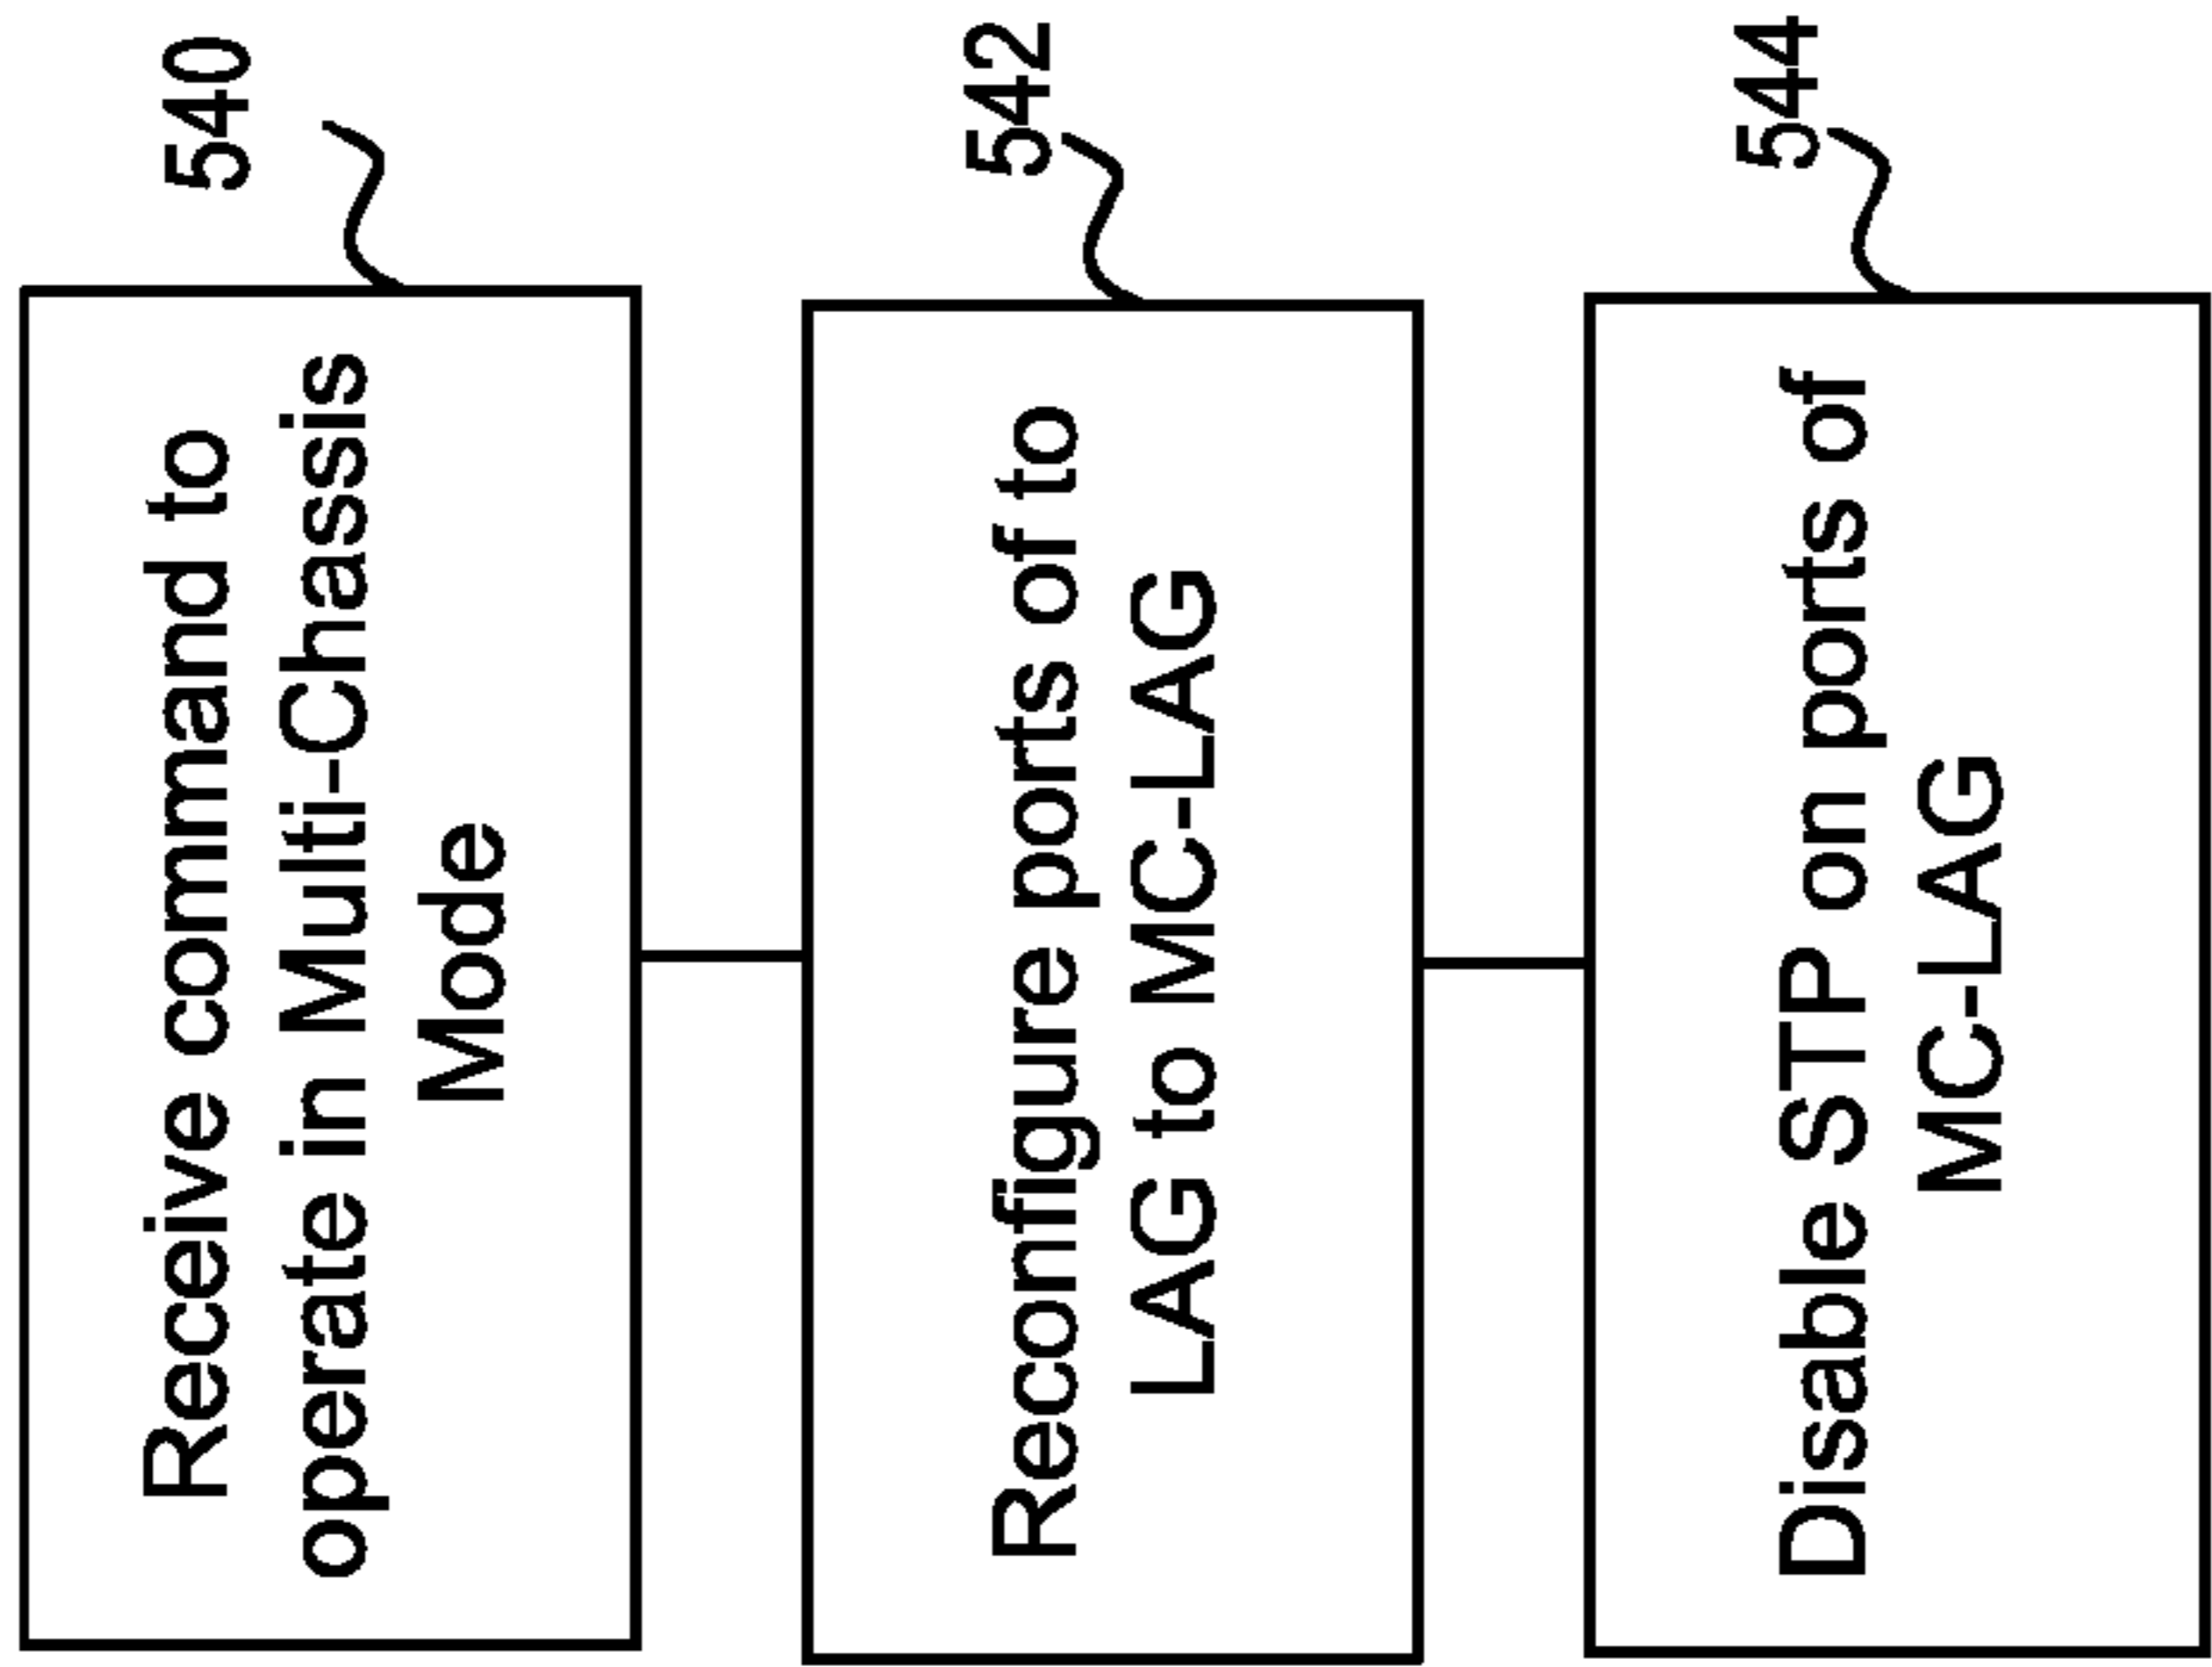 540
Receive command to
operate in Multi-Chassis
Mode
542
Reconfigure ports of to
LAG to MC-LAG
544
Disable STP on ports of
MC-LAG